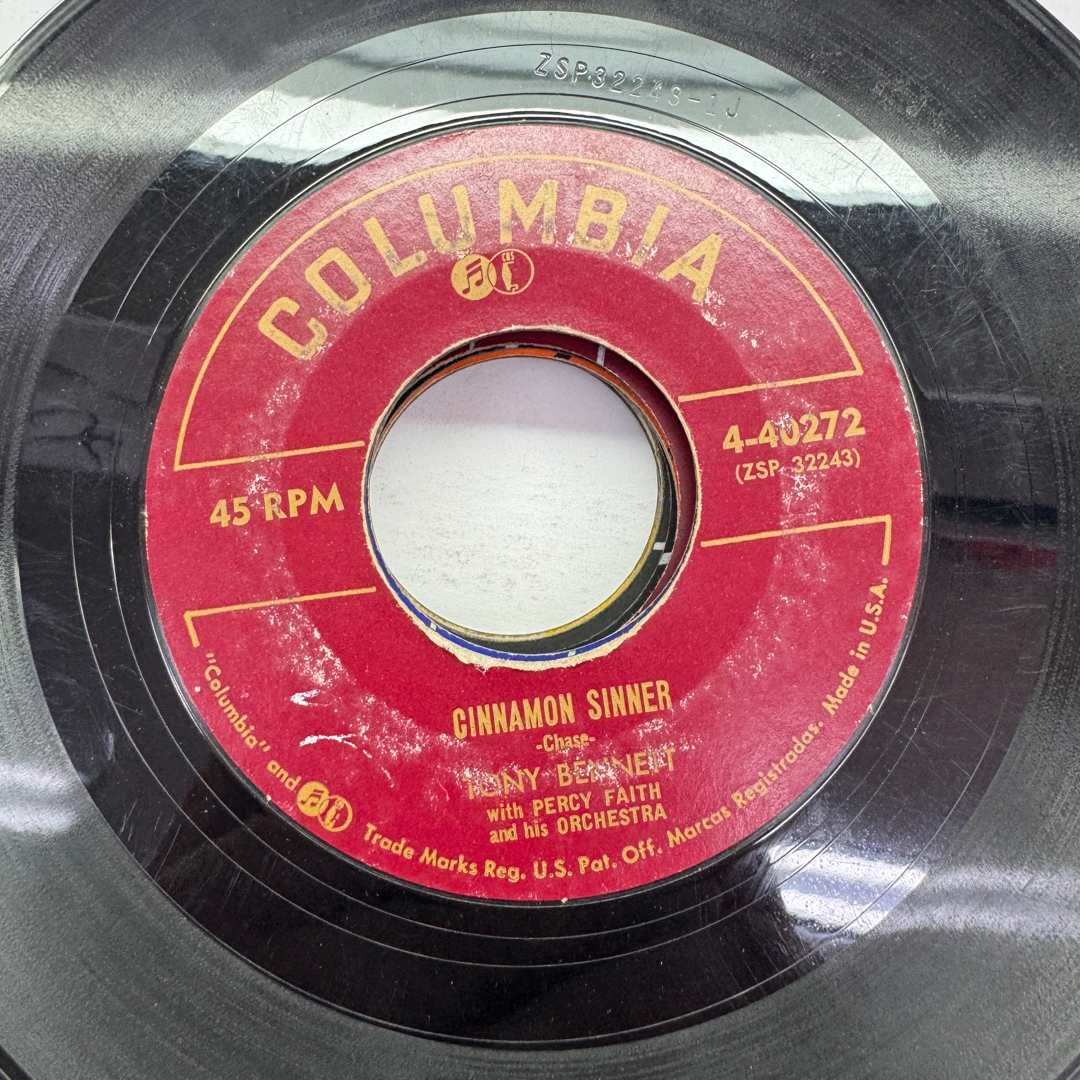 ZSP32243-1J
COLUMBIA
CBS
45 RPM
4-40272
(ZSP 32243)
CINNAMON SINNER
-Chase-
TONY BENNETT
with PERCY FAITH
and his ORCHESTRA
"Columbia" and Trade Marks Reg. U.S. Pat. Off. Marcas Registradas. Made in U.S.A.